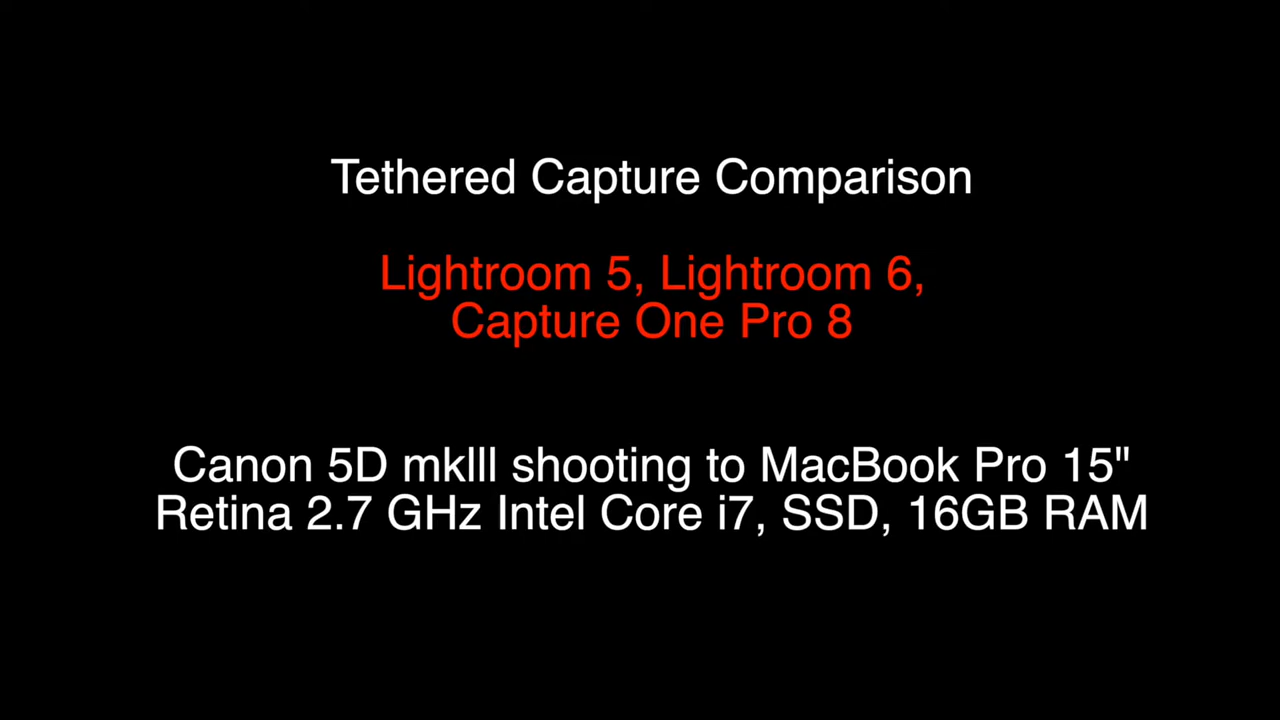 Tethered Capture Comparison
Lightroom 5, Lightroom 6,
Capture One Pro 8
Canon 5D mkIII shooting to MacBook Pro 15"
Retina 2.7 GHz Intel Core i7, SSD, 16GB RAM